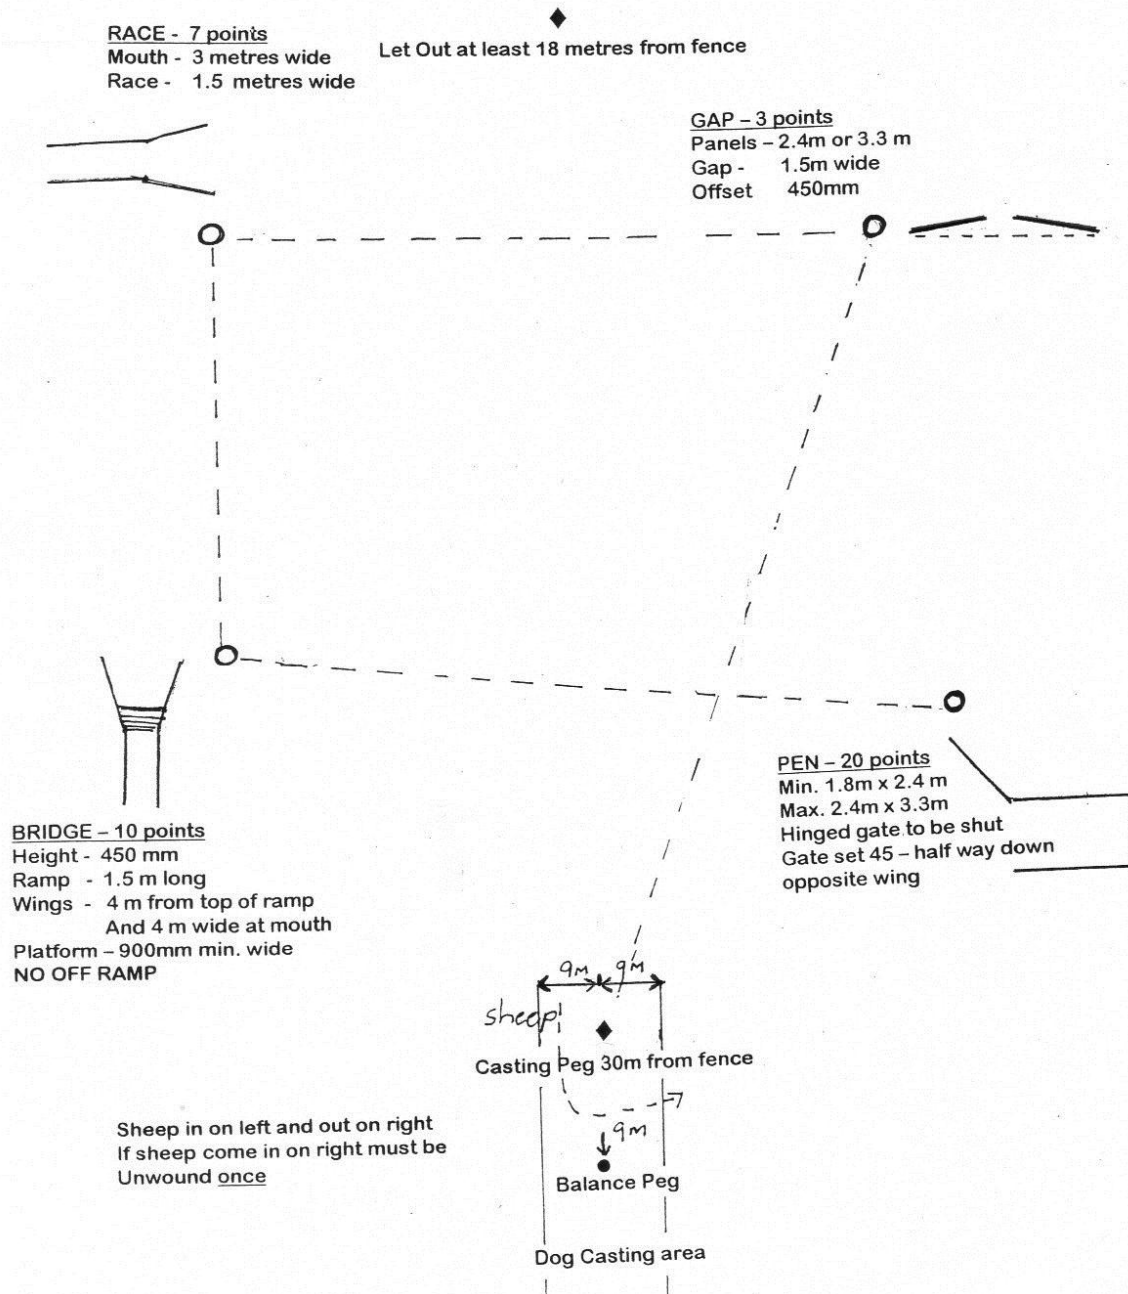 RACE - 7 points
Mouth - 3 metres wide
Race - 1.5 metres wide
Let Out at least 18 metres from fence
GAP – 3 points
Panels – 2.4m or 3.3 m
Gap - 1.5m wide
Offset 450mm
BRIDGE – 10 points
Height - 450 mm
Ramp - 1.5 m long
Wings - 4 m from top of ramp
And 4 m wide at mouth
Platform – 900mm min. wide
NO OFF RAMP
PEN – 20 points
Min. 1.8m x 2.4 m
Max. 2.4m x 3.3m
Hinged gate to be shut
Gate set 45 – half way down
opposite wing
9M 9M
sheep
Casting Peg 30m from fence
9M
Balance Peg
Sheep in on left and out on right
If sheep come in on right must be
Unwound once
Dog Casting area